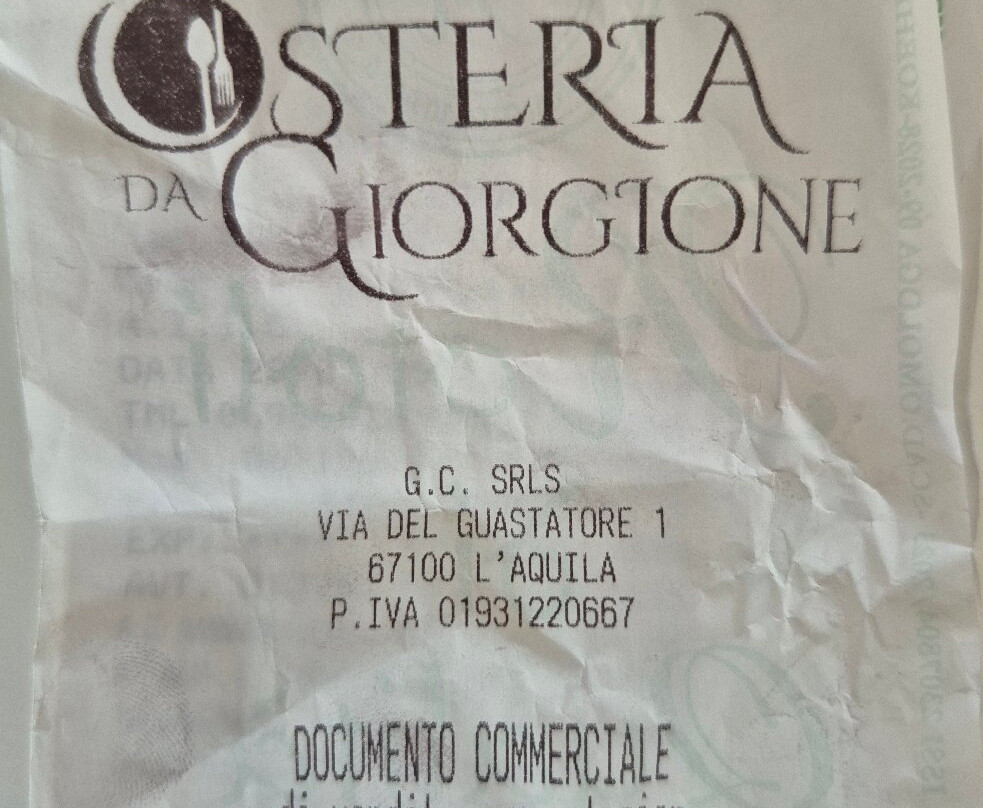 OSTERIA
DA GIORGIONE
G.C. SRLS
VIA DEL GUASTATORE 1
67100 L'AQUILA
P.IVA 01931220667
DOCUMENTO COMMERCIALE